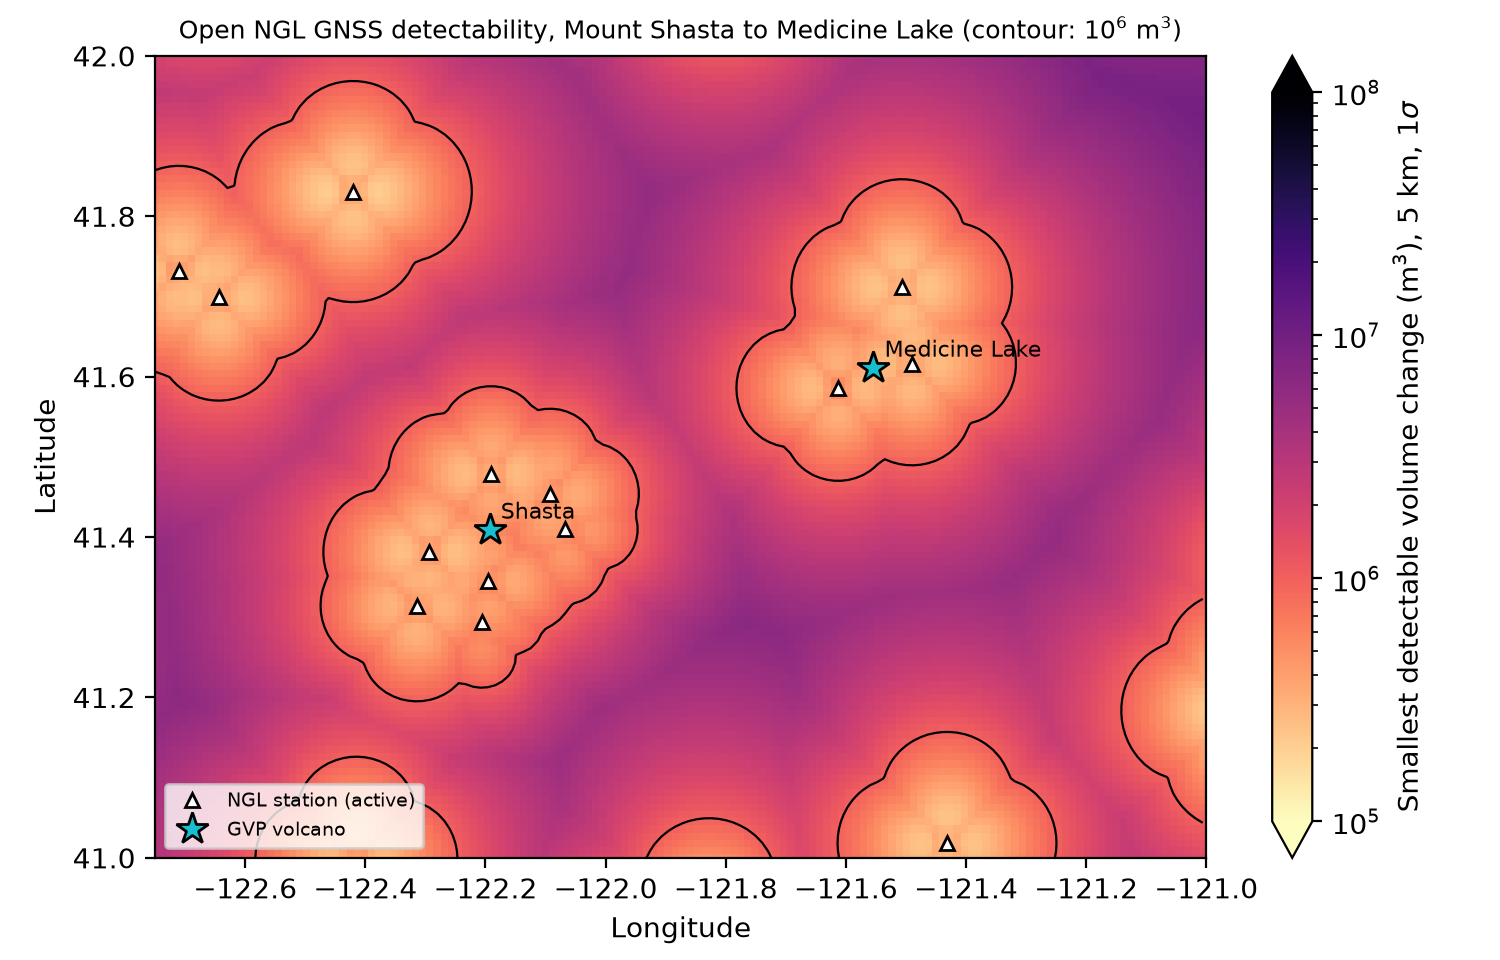 Open NGL GNSS detectability, Mount Shasta to Medicine Lake (contour: 10⁶ m³)
42.0
41.8
41.6
41.4
41.2
41.0
Latitude
−122.6 −122.4 −122.2 −122.0 −121.8 −121.6 −121.4 −121.2 −121.0
Longitude
Medicine Lake
Shasta
NGL station (active)
GVP volcano
10⁸
10⁷
10⁶
10⁵
Smallest detectable volume change (m³), 5 km, 1σ